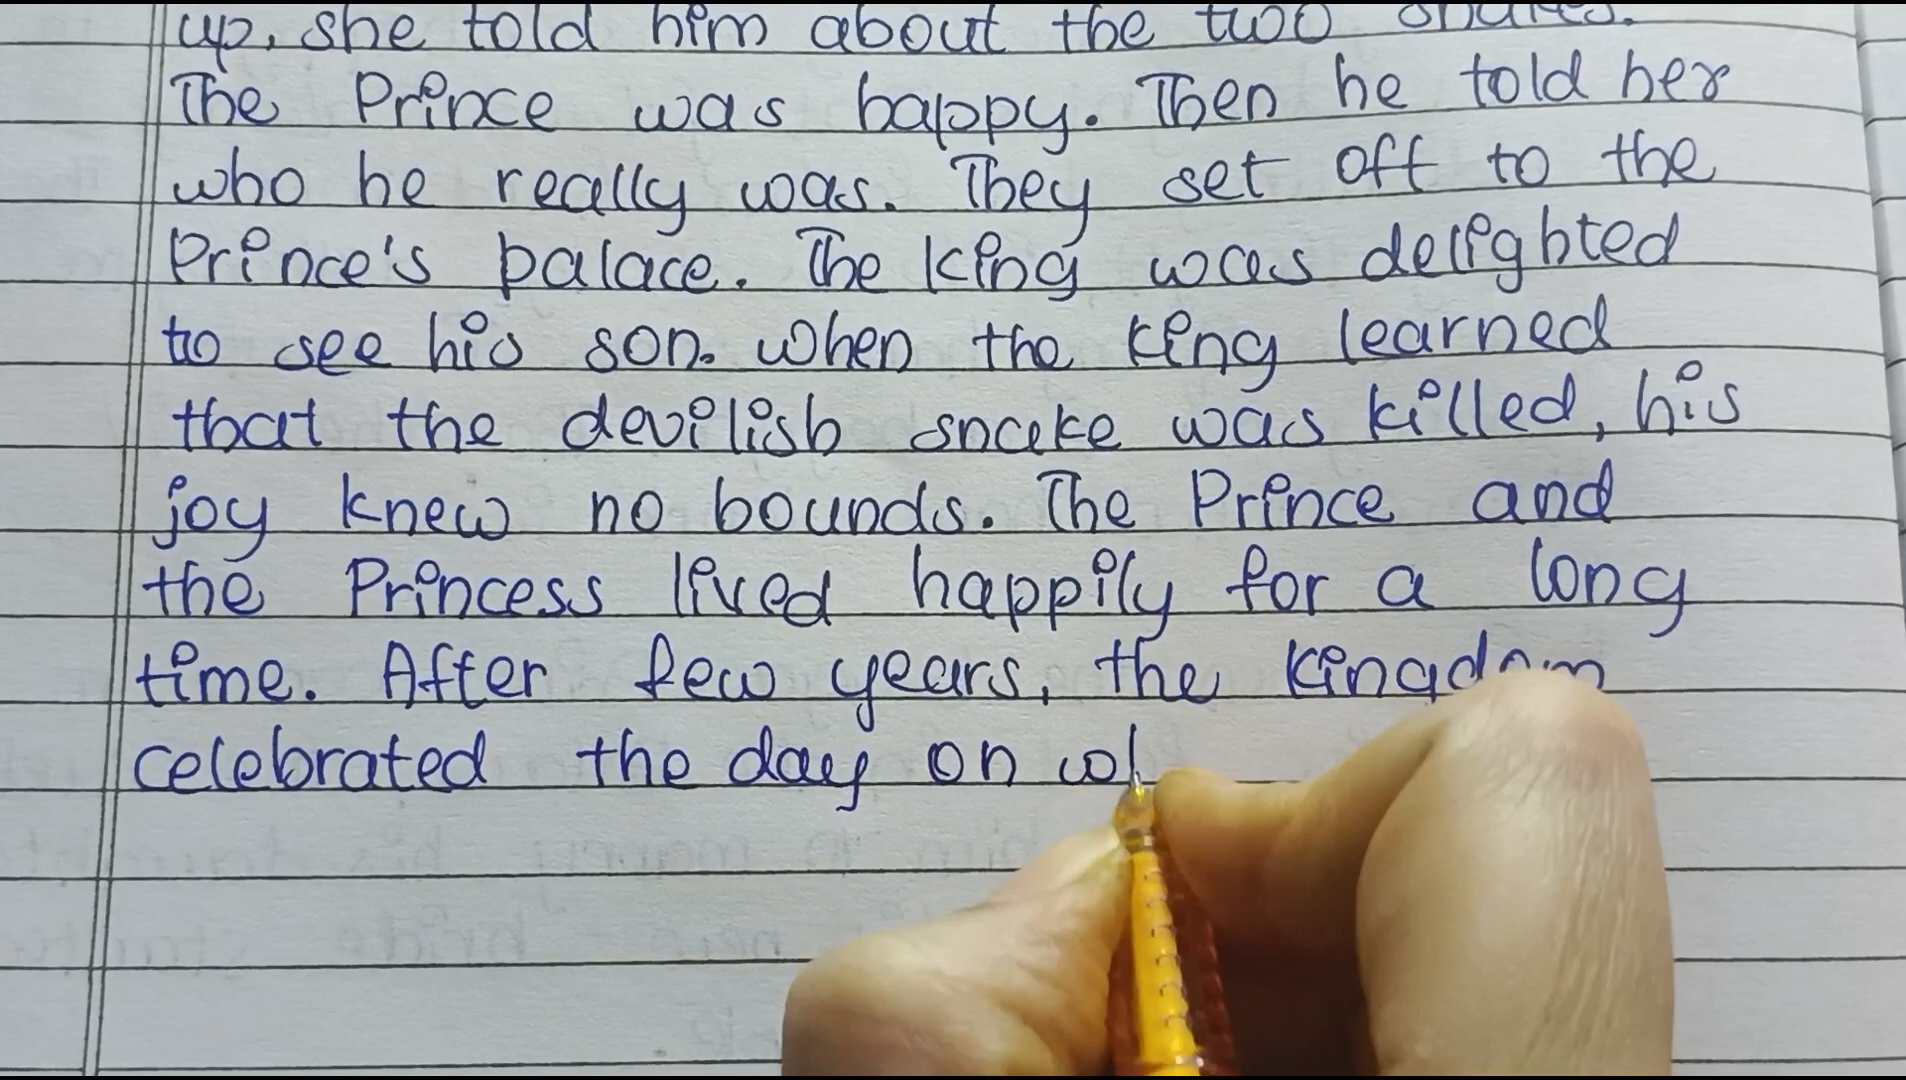 up, she told him about the two snakes.
The Prince was happy. Then he told her
who he really was. They set off to the
Prince's palace. The King was delighted
to see his son. When the King learned
that the devilish snake was killed, his
joy knew no bounds. The Prince and
the Princess lived happily for a long
time. After few years, the Kingdom
celebrated the day on